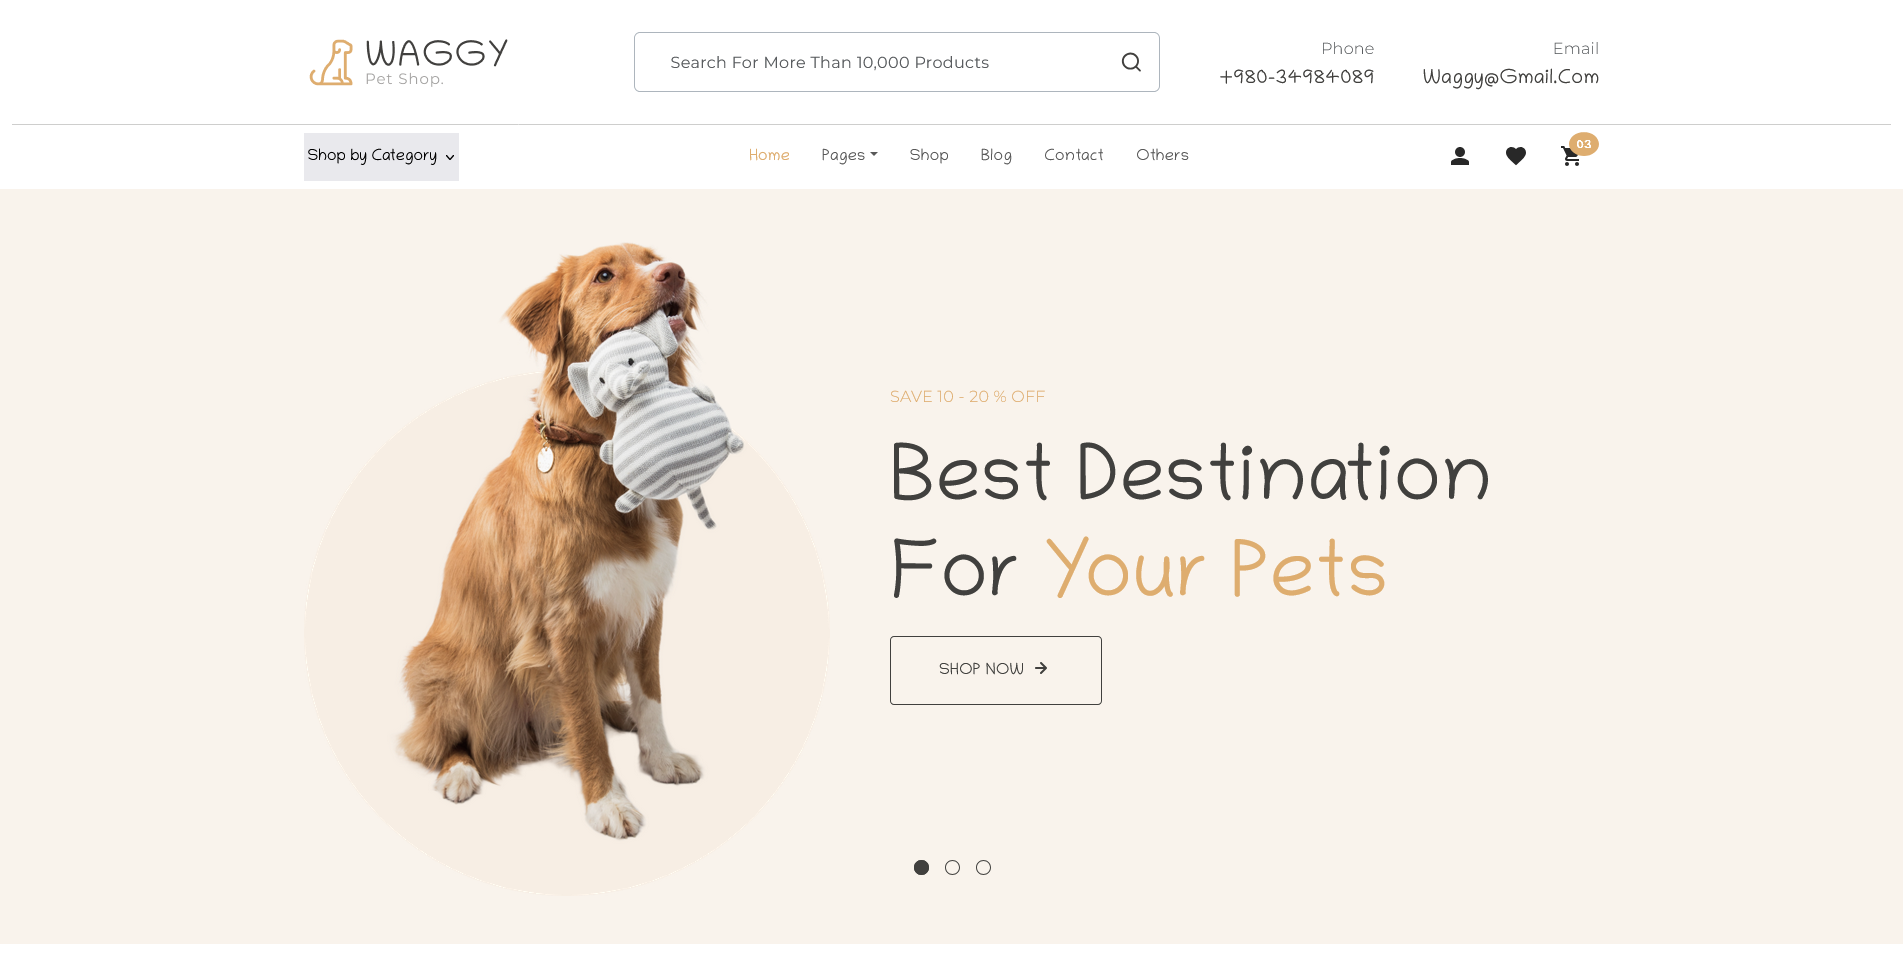 WAGGY
Pet Shop.
Search For More Than 10,000 Products
Phone
+980-34984089
Email
Waggy@Gmail.Com
Shop by Category
Home
Pages
Shop
Blog
Contact
Others
03
SAVE 10 - 20 % OFF
Best Destination
For Your Pets
SHOP NOW